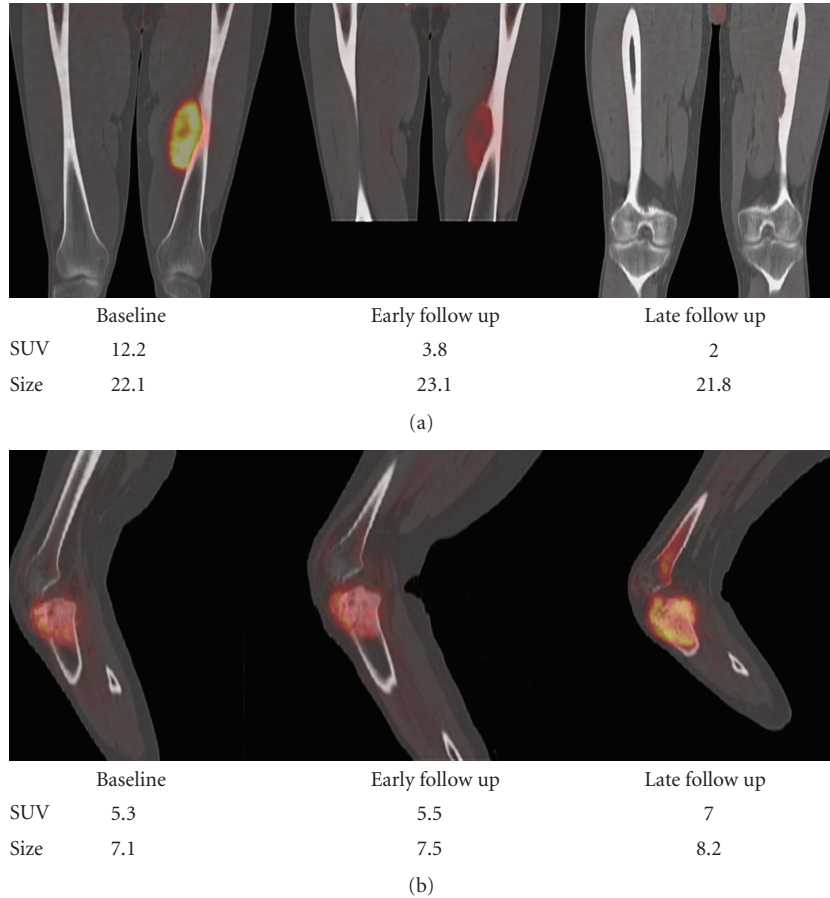 Baseline Early follow up Late follow up
SUV 12.2 3.8 2
Size 22.1 23.1 21.8
(a)
Baseline Early follow up Late follow up
SUV 5.3 5.5 7
Size 7.1 7.5 8.2
(b)